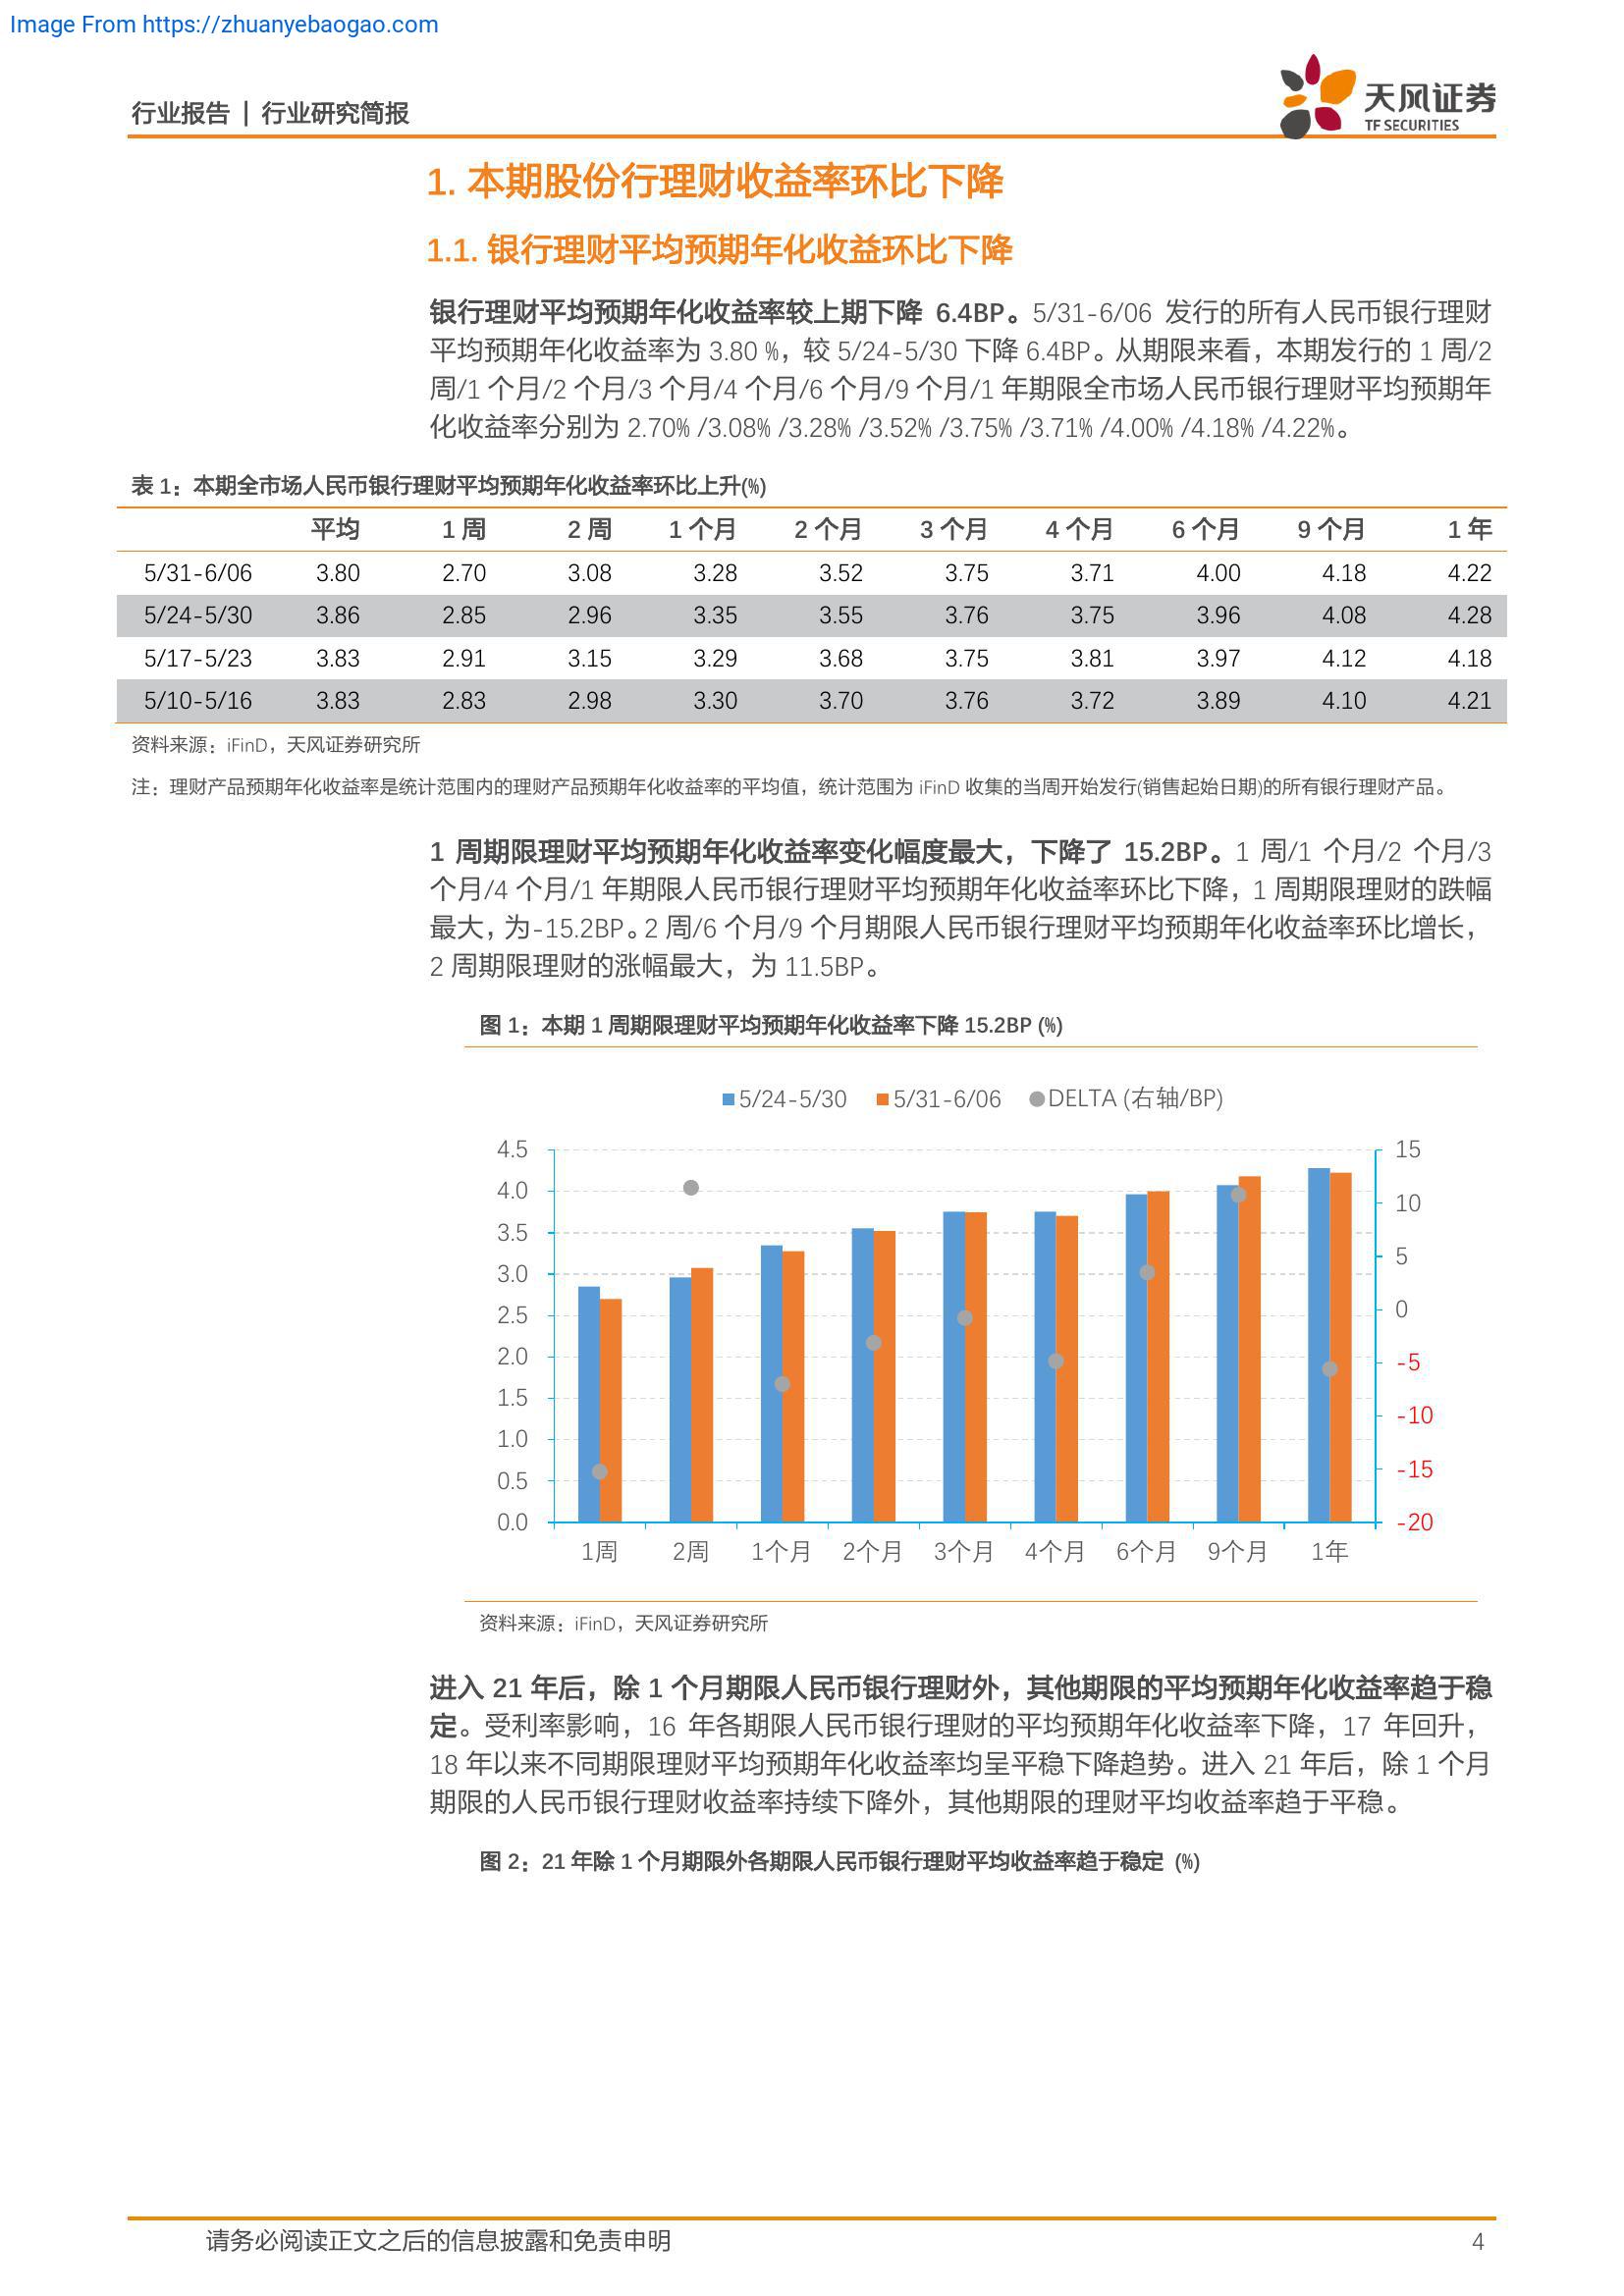 Image From https://zhuanyebaogao.com
行业报告 | 行业研究简报
天风证券
TF SECURITIES
1. 本期股份行理财收益率环比下降
1.1. 银行理财平均预期年化收益环比下降
银行理财平均预期年化收益率较上期下降 6.4BP。5/31-6/06 发行的所有人民币银行理财
平均预期年化收益率为 3.80 %，较 5/24-5/30 下降 6.4BP。从期限来看，本期发行的 1 周/2
周/1 个月/2 个月/3 个月/4 个月/6 个月/9 个月/1 年期限全市场人民币银行理财平均预期年
化收益率分别为 2.70% /3.08% /3.28% /3.52% /3.75% /3.71% /4.00% /4.18% /4.22%。
表 1：本期全市场人民币银行理财平均预期年化收益率环比上升(%)
平均 1 周 2 周 1 个月 2 个月 3 个月 4 个月 6 个月 9 个月 1 年
5/31-6/06 3.80 2.70 3.08 3.28 3.52 3.75 3.71 4.00 4.18 4.22
5/24-5/30 3.86 2.85 2.96 3.35 3.55 3.76 3.75 3.96 4.08 4.28
5/17-5/23 3.83 2.91 3.15 3.29 3.68 3.75 3.81 3.97 4.12 4.18
5/10-5/16 3.83 2.83 2.98 3.30 3.70 3.76 3.72 3.89 4.10 4.21
资料来源：iFinD，天风证券研究所
注：理财产品预期年化收益率是统计范围内的理财产品预期年化收益率的平均值，统计范围为 iFinD 收集的当周开始发行(销售起始日期)的所有银行理财产品。
1 周期限理财平均预期年化收益率变化幅度最大，下降了 15.2BP。1 周/1 个月/2 个月/3
个月/4 个月/1 年期限人民币银行理财平均预期年化收益率环比下降，1 周期限理财的跌幅
最大，为-15.2BP。2 周/6 个月/9 个月期限人民币银行理财平均预期年化收益率环比增长，
2 周期限理财的涨幅最大，为 11.5BP。
图 1：本期 1 周期限理财平均预期年化收益率下降 15.2BP (%)
5/24-5/30 5/31-6/06 DELTA (右轴/BP)
4.5 15
4.0 10
3.5 5
3.0 0
2.5 -5
2.0 -10
1.5 -15
1.0 -20
0.5
0.0
1周 2周 1个月 2个月 3个月 4个月 6个月 9个月 1年
资料来源：iFinD，天风证券研究所
进入 21 年后，除 1 个月期限人民币银行理财外，其他期限的平均预期年化收益率趋于稳
定。受利率影响，16 年各期限人民币银行理财的平均预期年化收益率下降，17 年回升，
18 年以来不同期限理财平均预期年化收益率均呈平稳下降趋势。进入 21 年后，除 1 个月
期限的人民币银行理财收益率持续下降外，其他期限的理财平均收益率趋于平稳。
图 2：21 年除 1 个月期限外各期限人民币银行理财平均收益率趋于稳定 (%)
请务必阅读正文之后的信息披露和免责申明 4